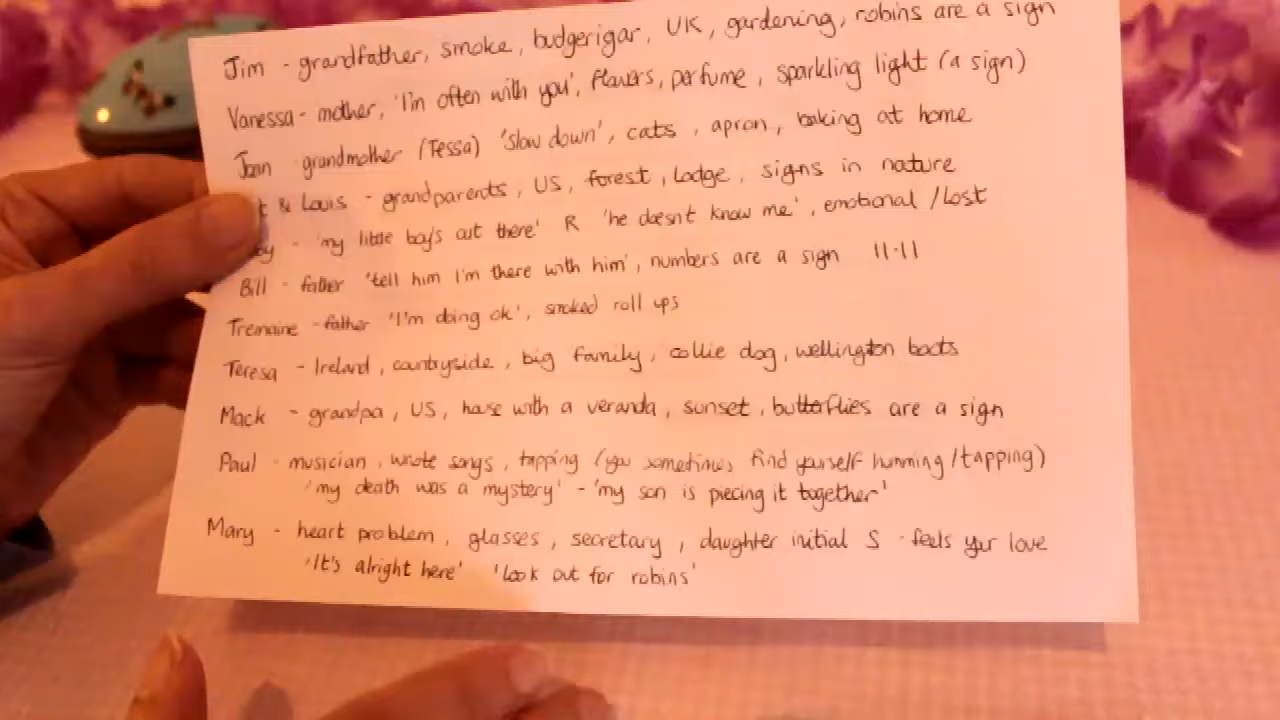 Jim - grandfather, smoke, budgerigar, UK, gardening, robins are a sign
Vanessa - mother, 'I'm often with you', flowers, perfume, sparkling light (a sign)
Joan - grandmother (Tessa) 'slow down', cats, apron, baking at home
& Louis - grandparents, US, forest, lodge, signs in nature
- 'my little boy's out there' R 'he doesn't know me', emotional / lost
Bill - father 'tell him I'm there with him', numbers are a sign 11.11
Tremaine - father 'I'm doing ok', smoked roll ups
Teresa - Ireland, countryside, big family, collie dog, wellington boots
Mack - grandpa, US, house with a veranda, sunset, butterflies are a sign
Paul - musician, wrote songs, tapping (you sometimes find yourself humming/tapping)
'my death was a mystery' - 'my son is piecing it together'
Mary - heart problem, glasses, secretary, daughter initial S - feels your love
'It's alright here' 'look out for robins'